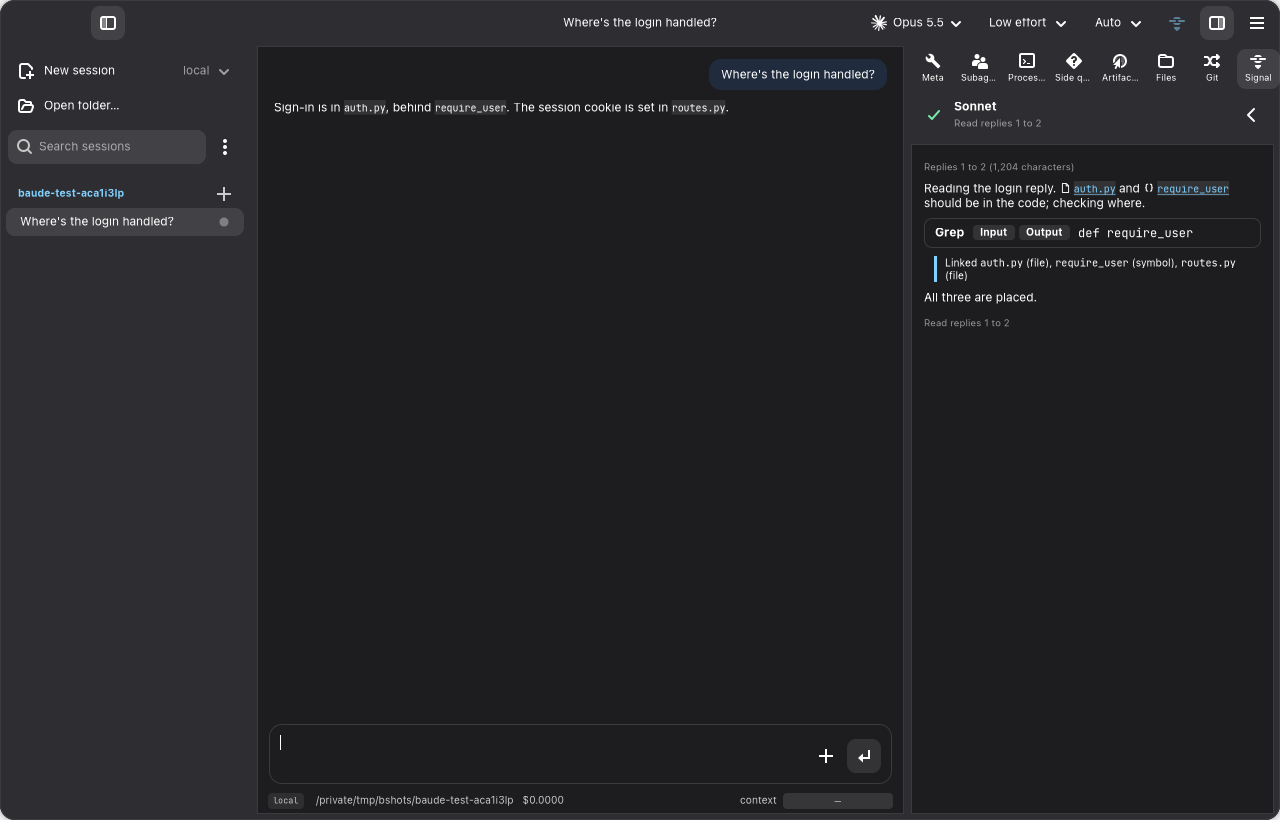 Where's the login handled?
Opus 5.5
Low effort
Auto
New session
local
Open folder...
Search sessions
baude-test-aca1i3lp
Where's the login handled?
Where's the login handled?
Sign-in is in auth.py, behind require_user. The session cookie is set in routes.py.
local
/private/tmp/bshots/baude-test-aca1i3lp
$0.0000
context
–
Meta
Subag...
Proces...
Side q...
Artifac...
Files
Git
Signal
Sonnet
Read replies 1 to 2
Replies 1 to 2 (1,204 characters)
Reading the login reply. auth.py and {} require_user
should be in the code; checking where.
Grep Input Output def require_user
Linked auth.py (file), require_user (symbol), routes.py
(file)
All three are placed.
Read replies 1 to 2